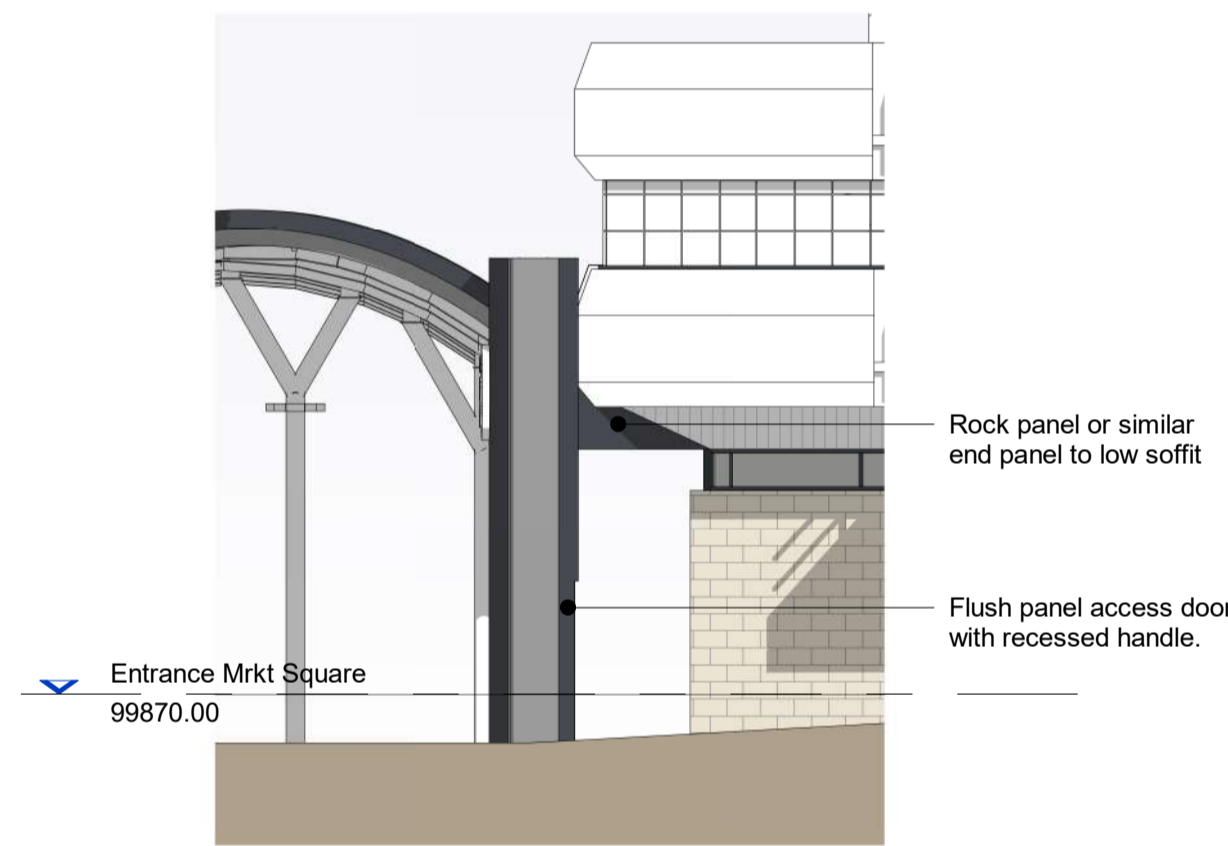 Rock panel or similar
end panel to low soffit
Flush panel access door
with recessed handle.
Entrance Mrkt Square
99870.00